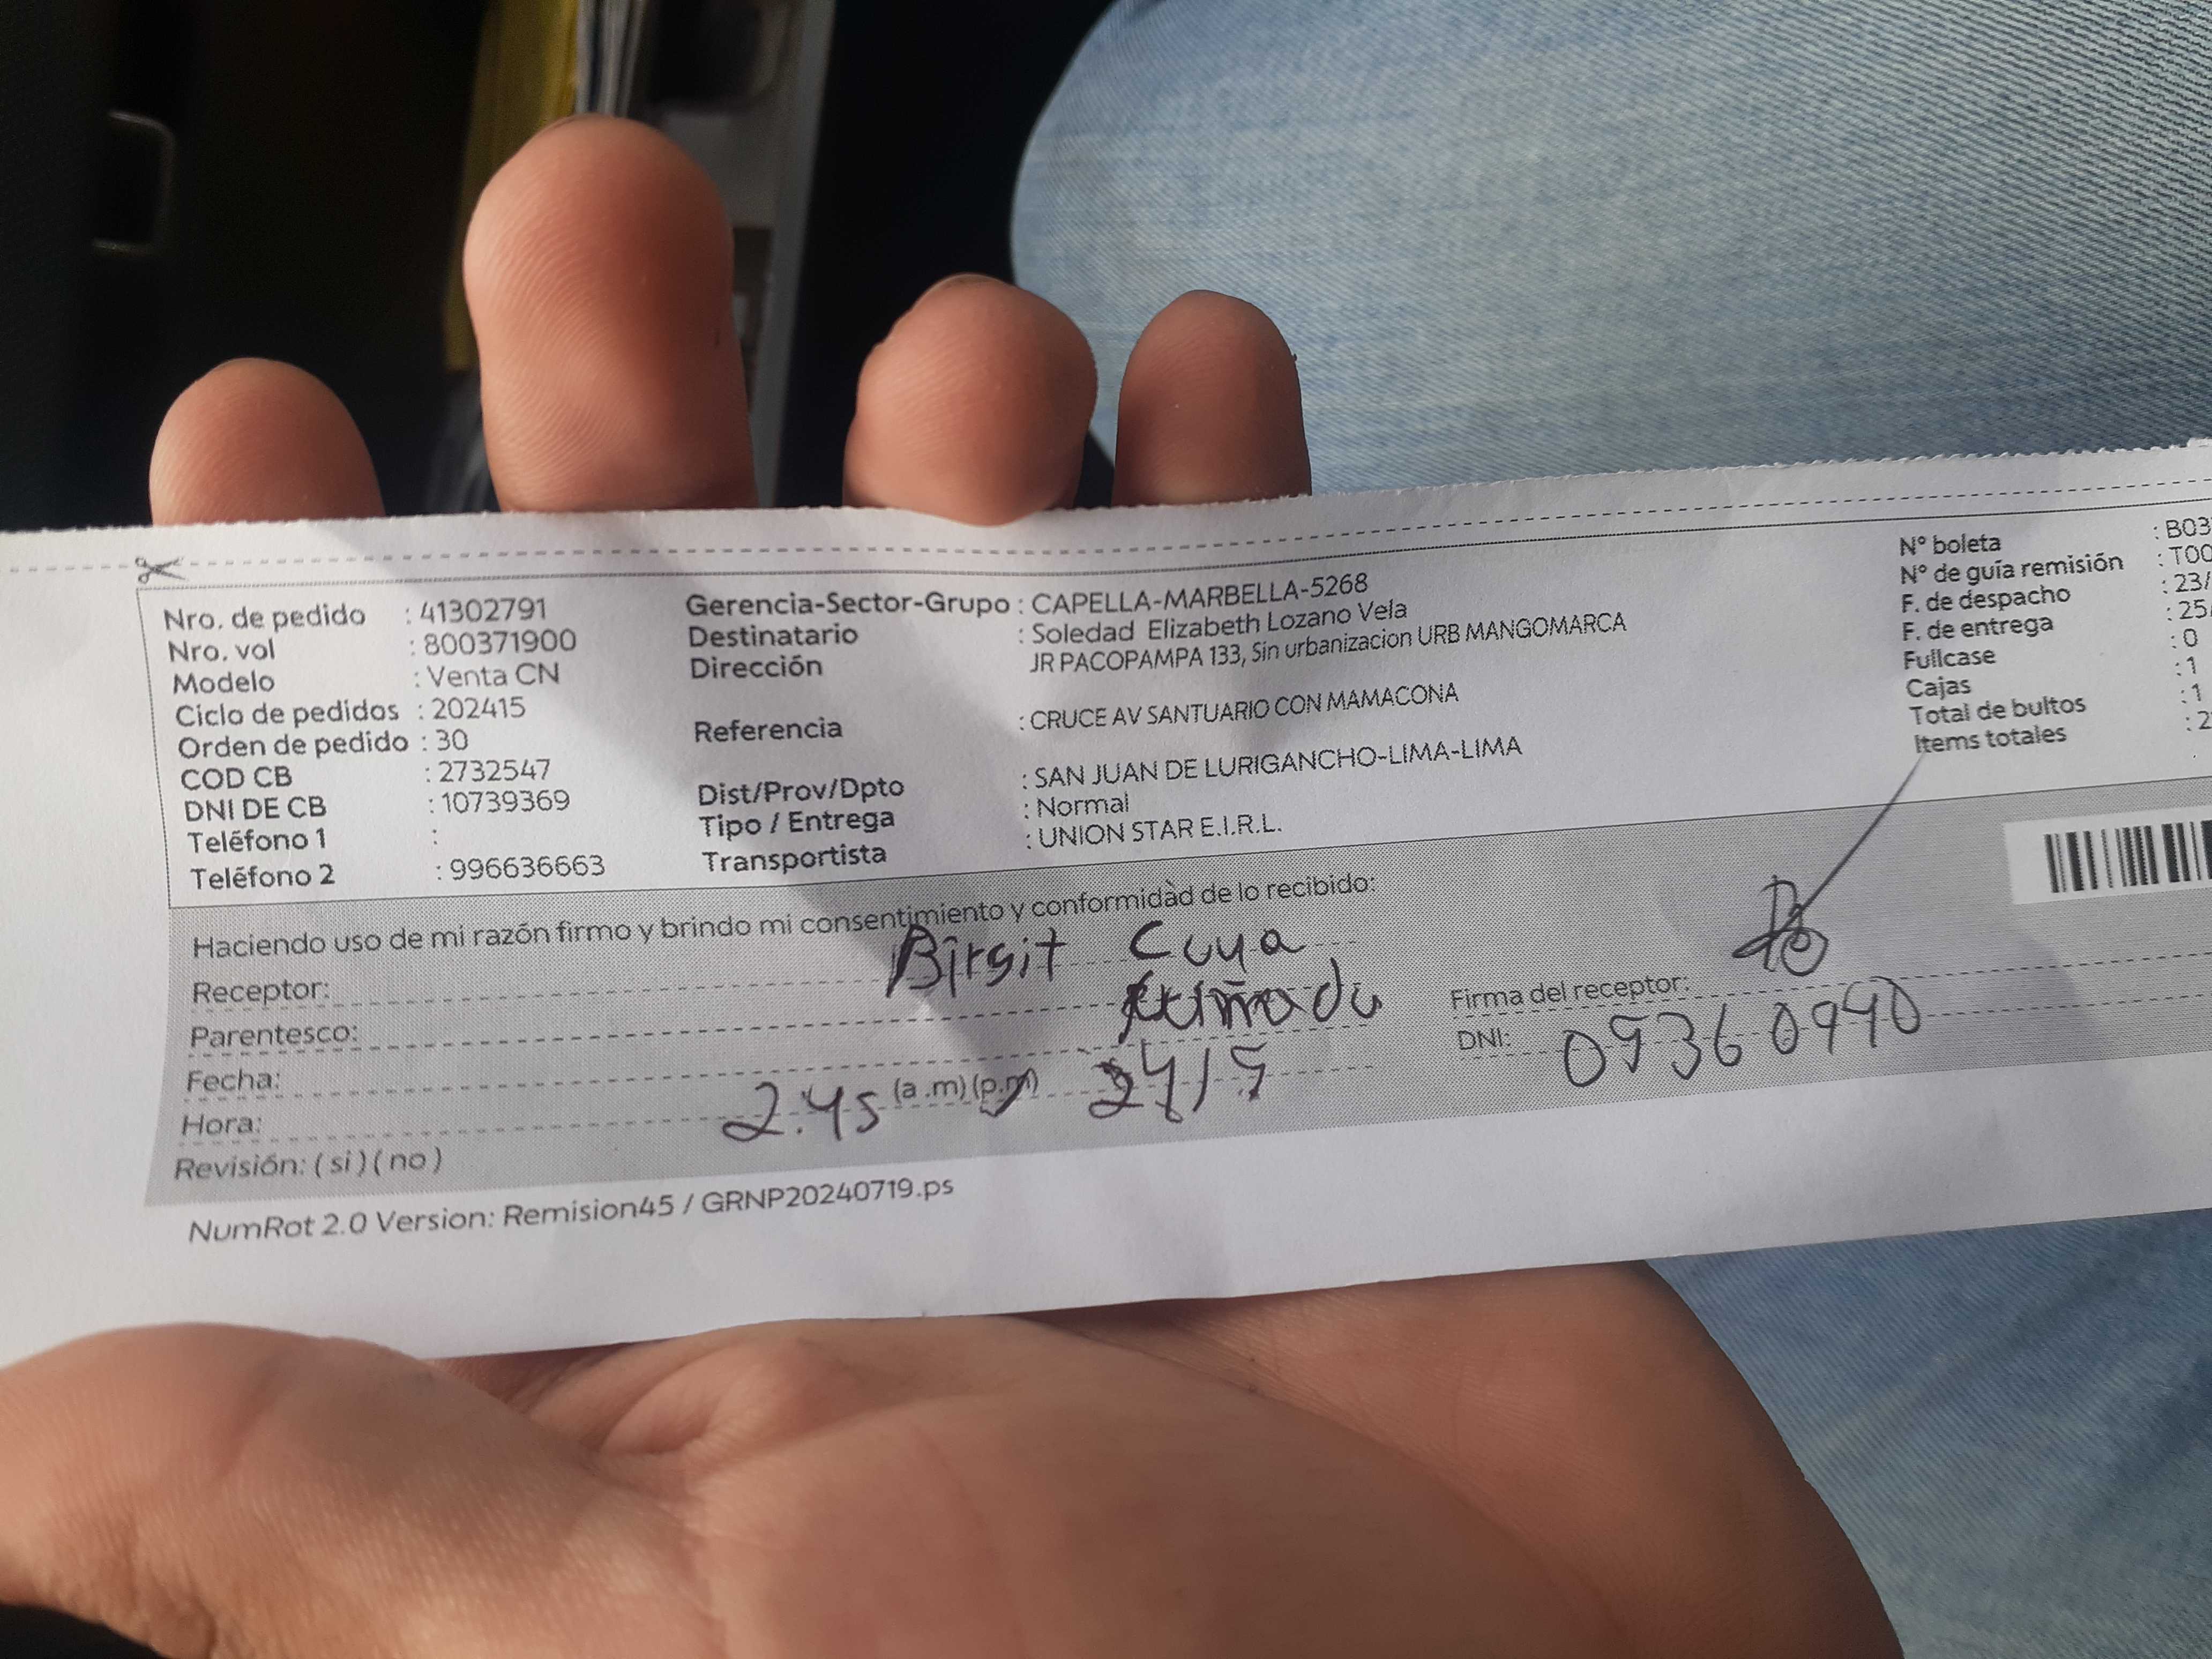 Nro. de pedido : 41302791
Nro. vol : 800371900
Modelo : Venta CN
Ciclo de pedidos : 202415
Orden de pedido : 30
COD CB : 2732547
DNI DE CB : 10739369
Teléfono 1 :
Teléfono 2 : 996636663
Gerencia-Sector-Grupo : CAPELLA-MARBELLA-5268
Destinatario : Soledad Elizabeth Lozano Vela
Dirección JR PACOPAMPA 133, Sin urbanizacion URB MANGOMARCA
Referencia : CRUCE AV SANTUARIO CON MAMACONA
Dist/Prov/Dpto : SAN JUAN DE LURIGANCHO-LIMA-LIMA
Tipo / Entrega : Normal
Transportista : UNION STAR E.I.R.L.
N° boleta : B03
N° de guía remisión : T00
F. de despacho : 23/
F. de entrega : 25
Fullcase : 0
Cajas : 1
Total de bultos : 1
Items totales : 2
Haciendo uso de mi razón firmo y brindo mi consentimiento y conformidad de lo recibido:
Receptor: Birgit Cuya
Parentesco:
Fecha:
Hora: 2.45 (a .m) (p.m)
Revisión: ( si ) ( no )
Firma del receptor:
DNI: 09360940
NumRot 2.0 Version: Remision45 / GRNP20240719.ps